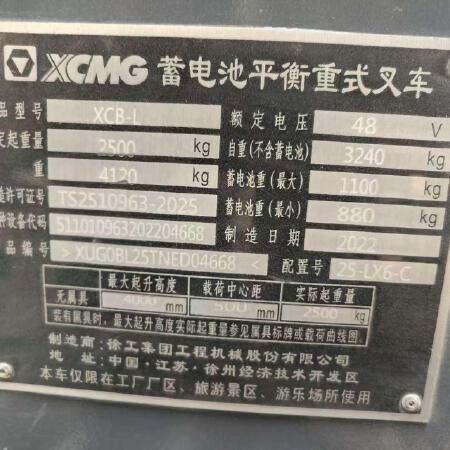 XCMG 蓄电池平衡重式叉车
品型号 XCB-L 额定电压 48 V
定起重量 2500 kg 自重(不含蓄电池) 3240 kg
重 4120 kg 蓄电池重(最大) 1100 kg
造许可证号 TS2510963-2025 蓄电池重(最小) 880 kg
种设备代码 511010963202204668 制造日期 2022
品编号 >XUG0BL25TNED04668< 配置号 25-LX6-C
最大起升高度 载荷中心距 实际起重量
无属具 4000 mm 500 mm 2500 kg
若有属具时,最大起升高度实际起重量参见属具标牌或载荷曲线图。
制造商:徐工集团工程机械股份有限公司
地址:中国·江苏·徐州经济技术开发区
本车仅限在工厂厂区、旅游景区、游乐场所使用